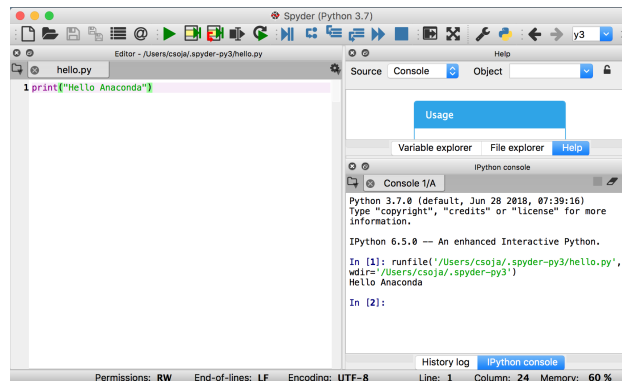 Spyder (Python 3.7)
y3
Editor - /Users/csoja/.spyder-py3/hello.py
hello.py
1 print("Hello Anaconda")
Help
Source Console Object
Usage
Variable explorer File explorer Help
IPython console
Console 1/A
Python 3.7.0 (default, Jun 28 2018, 07:39:16)
Type "copyright", "credits" or "license" for more
information.
IPython 6.5.0 -- An enhanced Interactive Python.
In [1]: runfile('/Users/csoja/.spyder-py3/hello.py',
wdir='/Users/csoja/.spyder-py3')
Hello Anaconda
In [2]:
History log IPython console
Permissions: RW End-of-lines: LF Encoding: UTF-8 Line: 1 Column: 24 Memory: 60 %